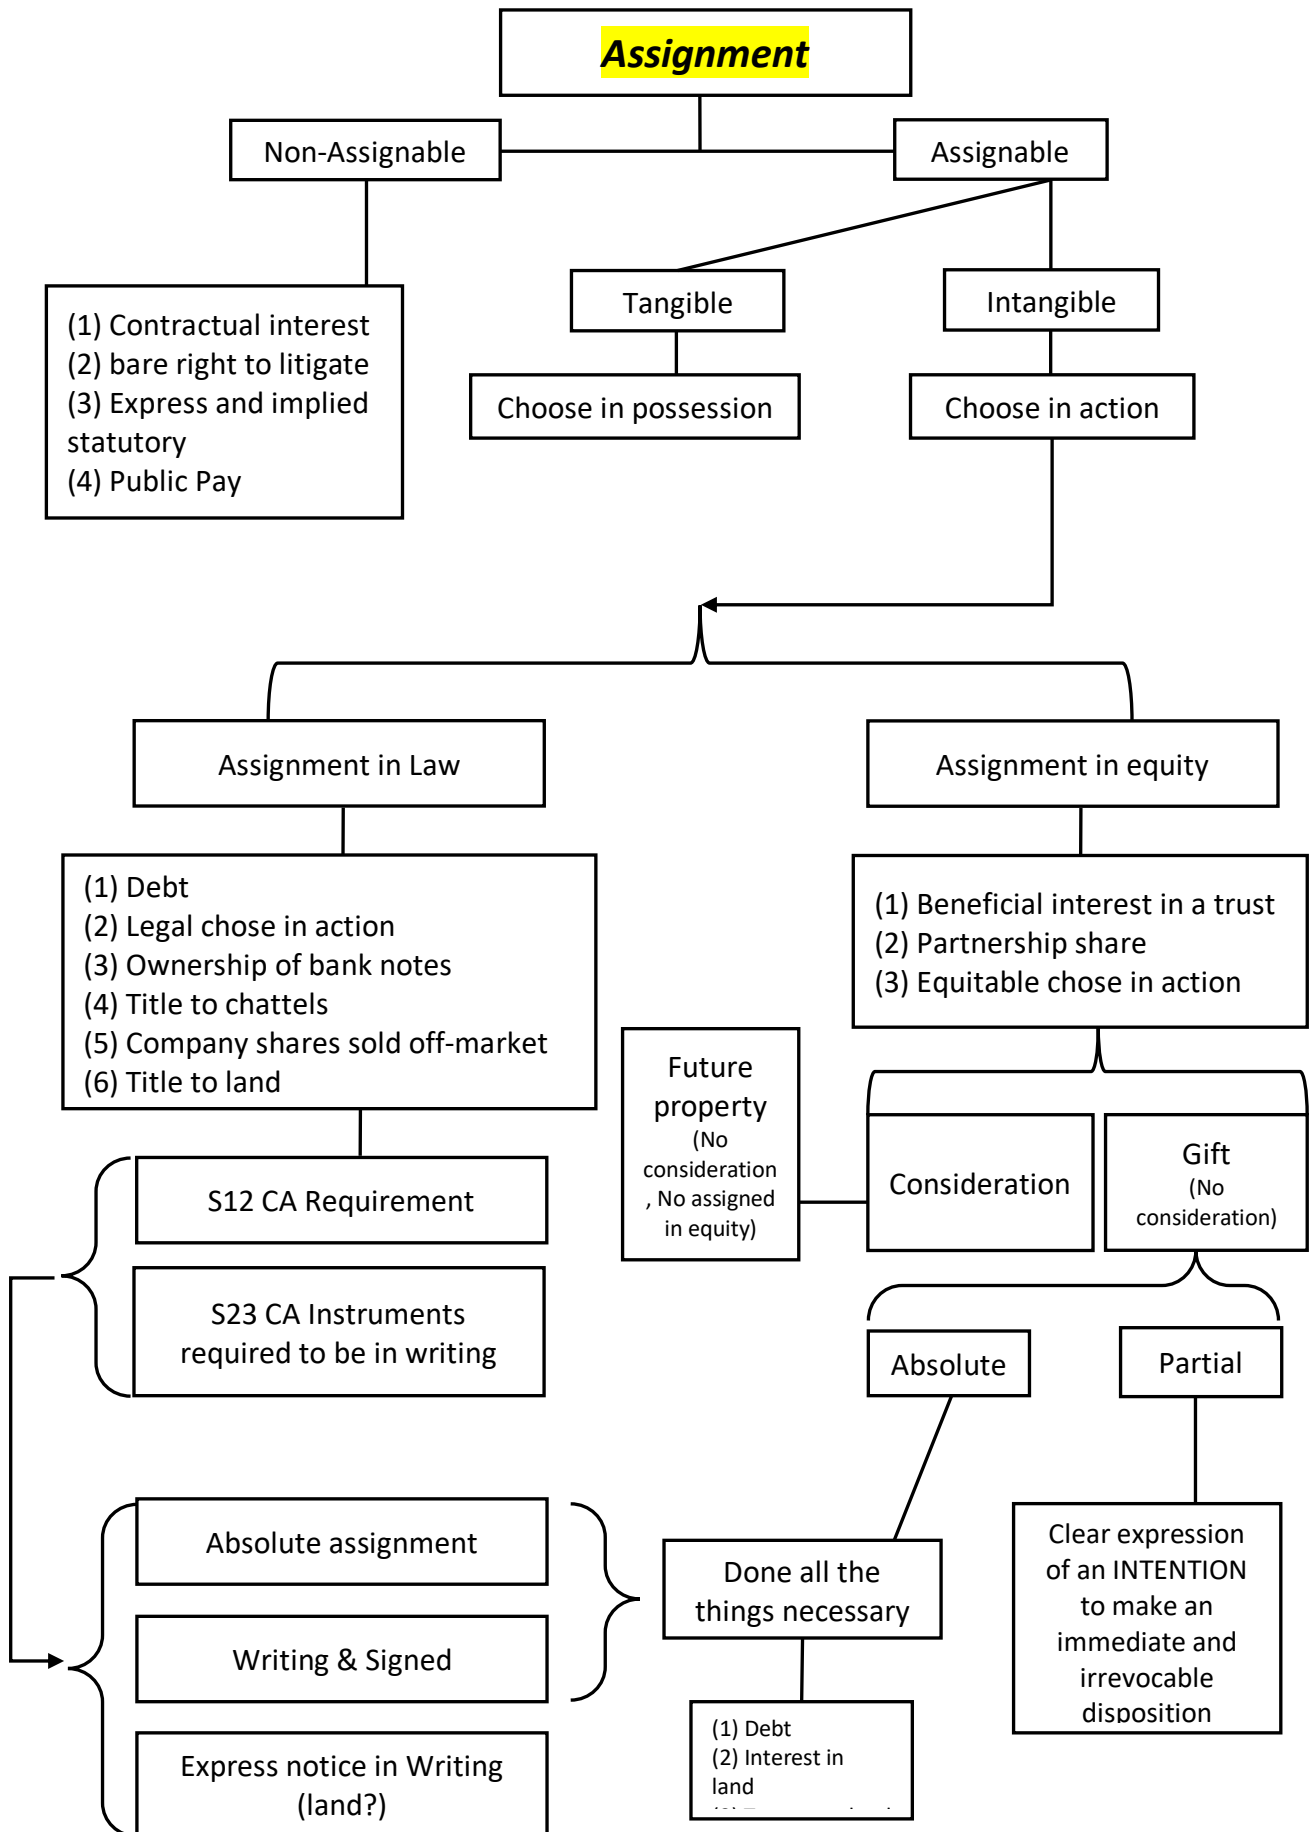 Assignment
Non-Assignable
Assignable
(1) Contractual interest
(2) bare right to litigate
(3) Express and implied
statutory
(4) Public Pay
Tangible
Intangible
Choose in possession
Choose in action
Assignment in Law
Assignment in equity
(1) Debt
(2) Legal chose in action
(3) Ownership of bank notes
(4) Title to chattels
(5) Company shares sold off-market
(6) Title to land
(1) Beneficial interest in a trust
(2) Partnership share
(3) Equitable chose in action
Future
property
(No
consideration
, No assigned
in equity)
Consideration
Gift
(No
consideration)
S12 CA Requirement
S23 CA Instruments
required to be in writing
Absolute
Partial
Absolute assignment
Writing & Signed
Express notice in Writing
(land?)
Done all the
things necessary
(1) Debt
(2) Interest in
land
Clear expression
of an INTENTION
to make an
immediate and
irrevocable
disposition